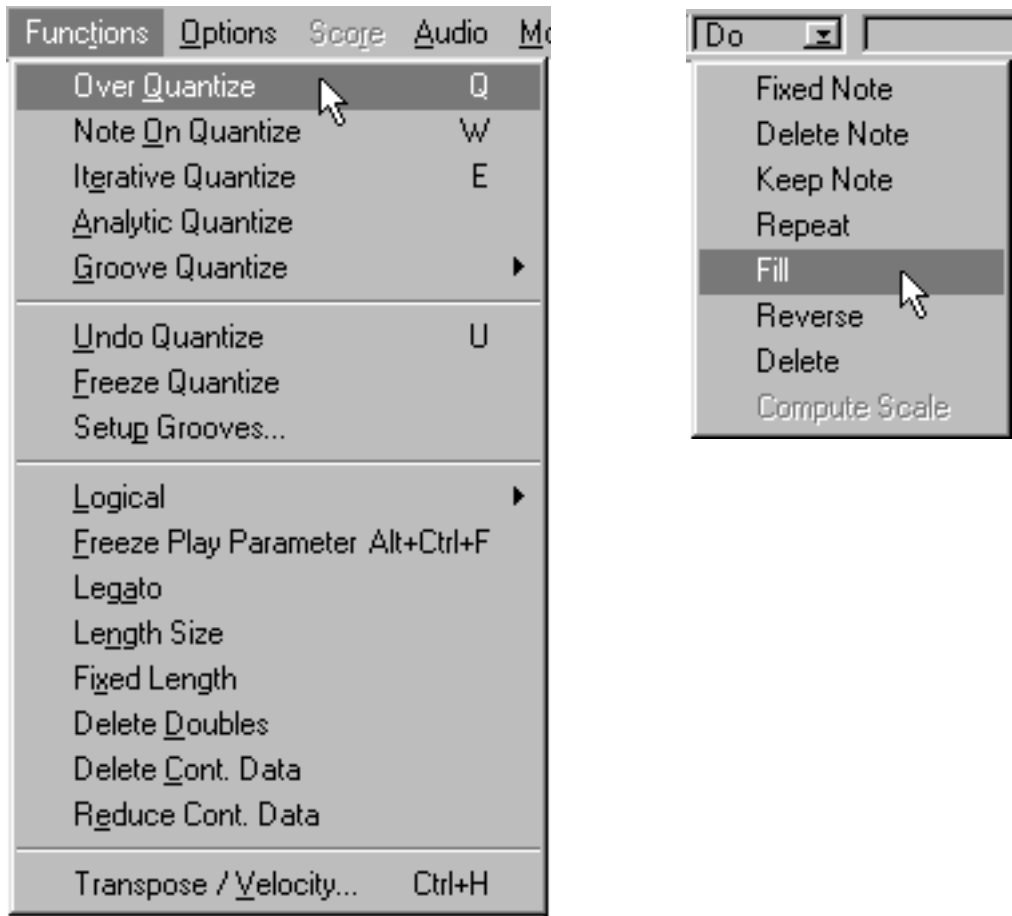 Functions Options Score Audio
Over Quantize Q
Note On Quantize W
Iterative Quantize E
Analytic Quantize
Groove Quantize
Undo Quantize U
Freeze Quantize
Setup Grooves...
Logical
Freeze Play Parameter Alt+Ctrl+F
Legato
Length Size
Fixed Length
Delete Doubles
Delete Cont. Data
Reduce Cont. Data
Transpose / Velocity... Ctrl+H
Do
Fixed Note
Delete Note
Keep Note
Repeat
Fill
Reverse
Delete
Compute Scale